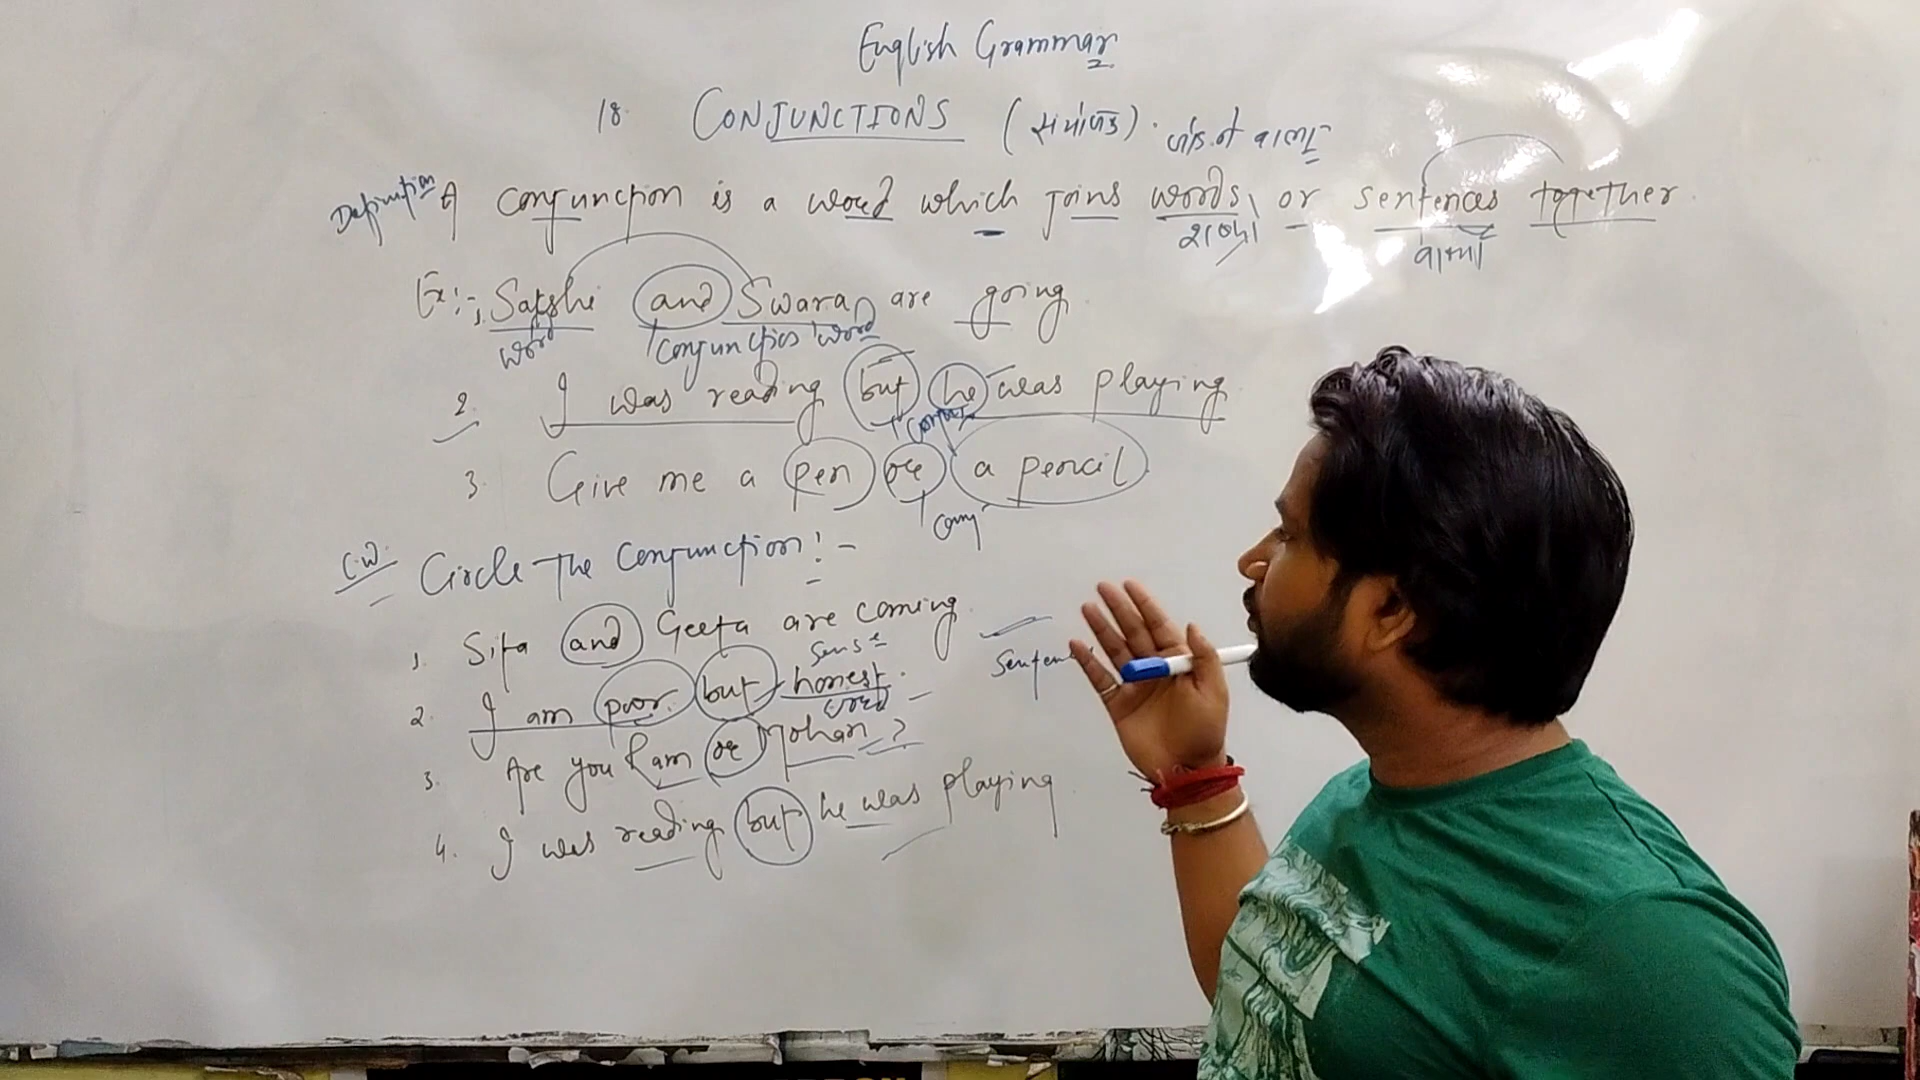 English Grammar
18. CONJUNCTIONS (संयोजक). जोड़ने वाला
Definition A conjunction is a word which joins words, or sentences together.
शब्दों वाक्यों
Ex:- 1. Sakshi and Swara are going
word conjunctions word
2. I was reading but he was playing
3. Give me a pen or a pencil
C.W. Circle The Conjunction:-
1. Sita and Geeta are coming
sense
2. I am poor but honest.
word
3. Are you Ram or Mohan?
4. I was reading but he was playing